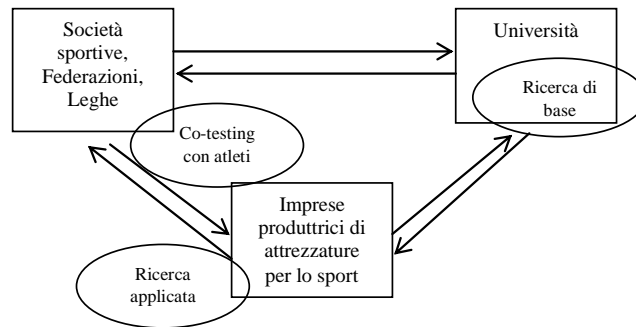 Società
sportive,
Federazioni,
Leghe
Università
Ricerca di
base
Co-testing
con atleti
Imprese
produttrici di
attrezzature
per lo sport
Ricerca
applicata